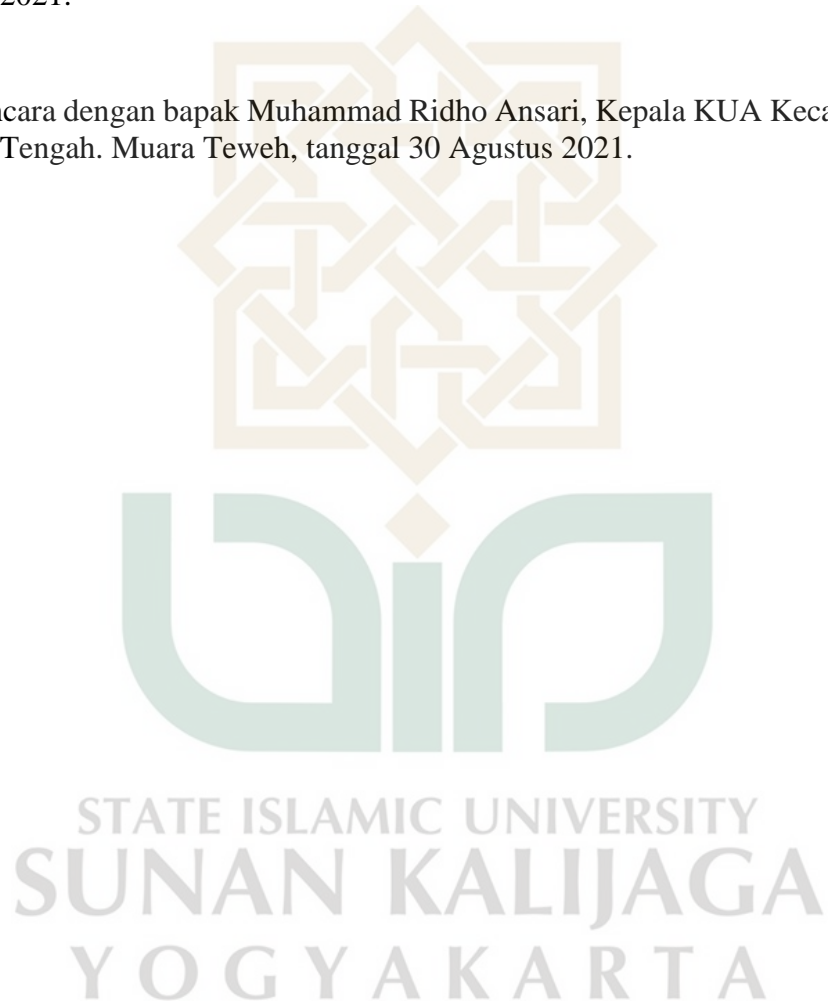 2021.
ncara dengan bapak Muhammad Ridho Ansari, Kepala KUA Keca
Tengah. Muara Teweh, tanggal 30 Agustus 2021.
STATE ISLAMIC UNIVERSITY
SUNAN KALIJAGA
YOGYAKARTA